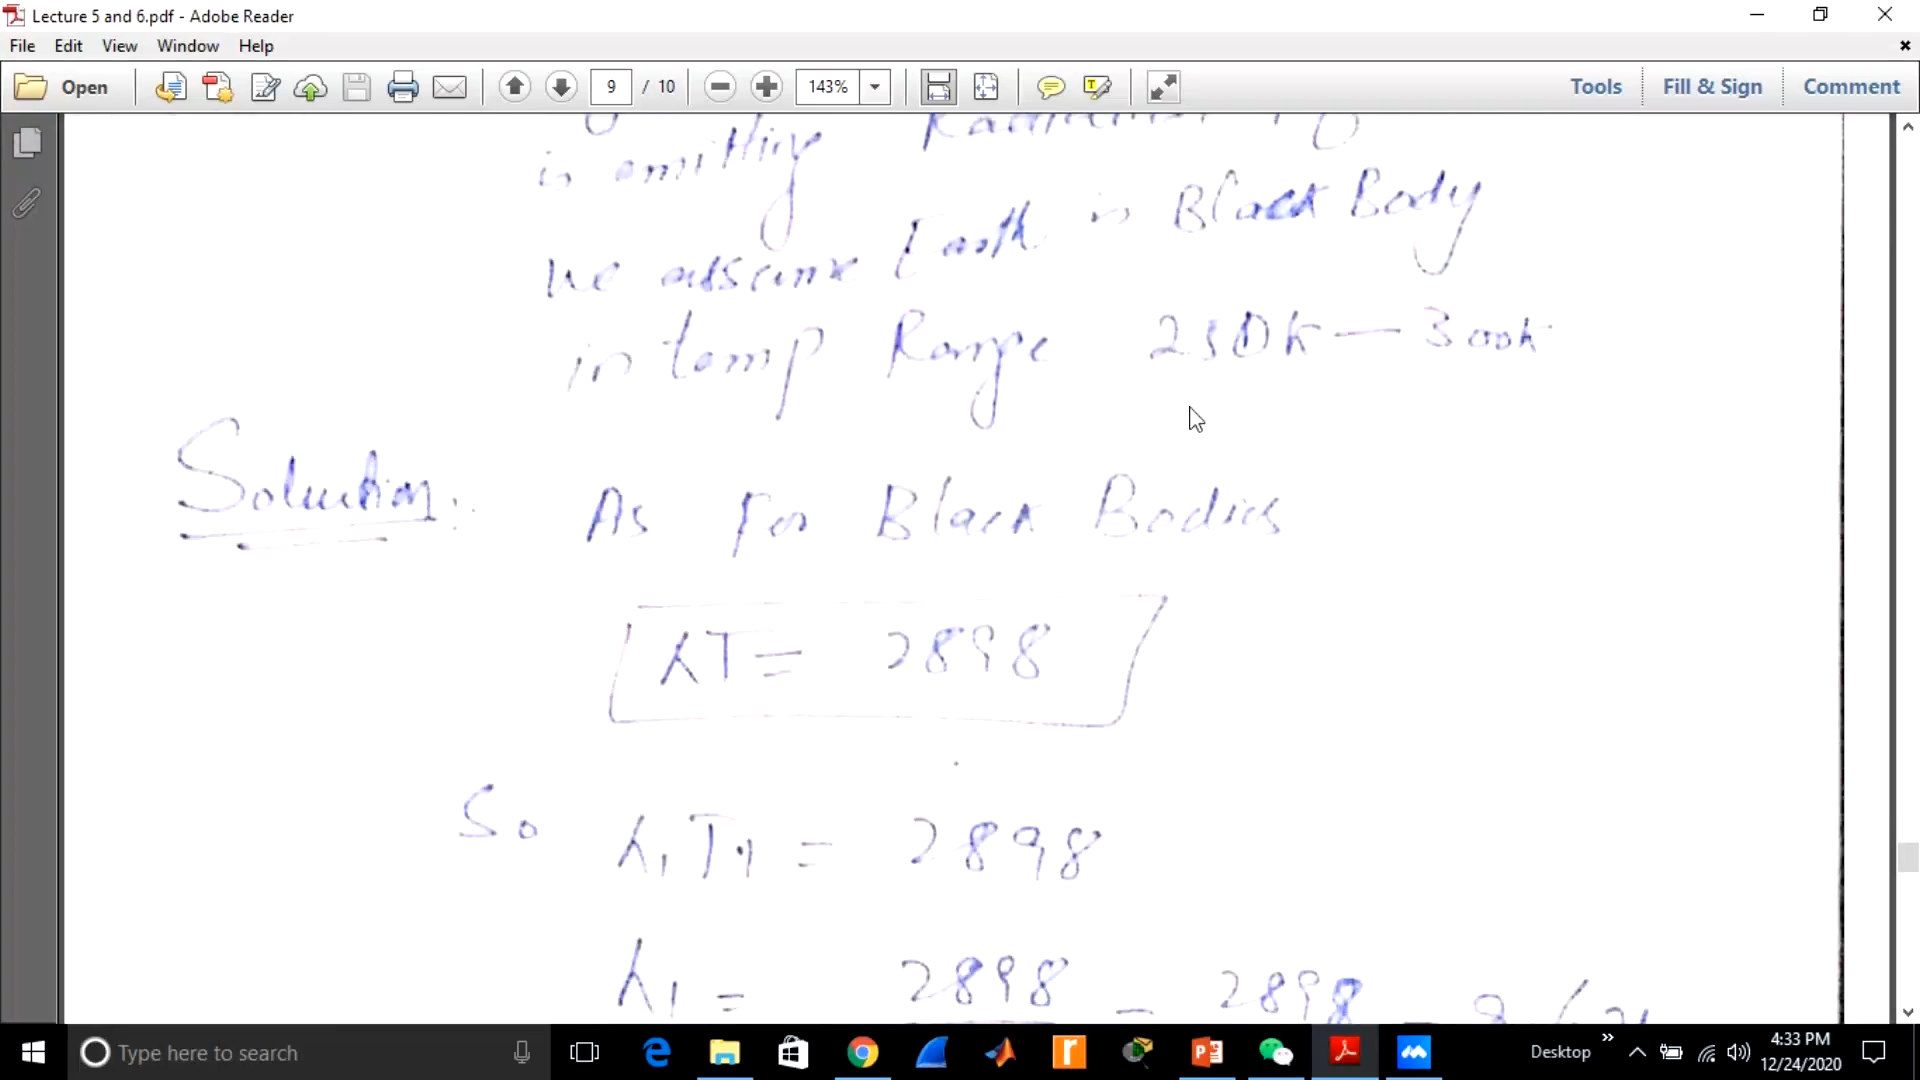 Lecture 5 and 6.pdf - Adobe Reader
File Edit View Window Help
Open 9 / 10 143% Tools Fill & Sign Comment
is emitting
we assume Earth is Black Body
in temp Range K — 300k
Solution: As For Black Bodies
λT = 2898
So λ1 T1 = 2898
λ1 = 2898 = 2898
Type here to search
Desktop
4:33 PM
12/24/2020